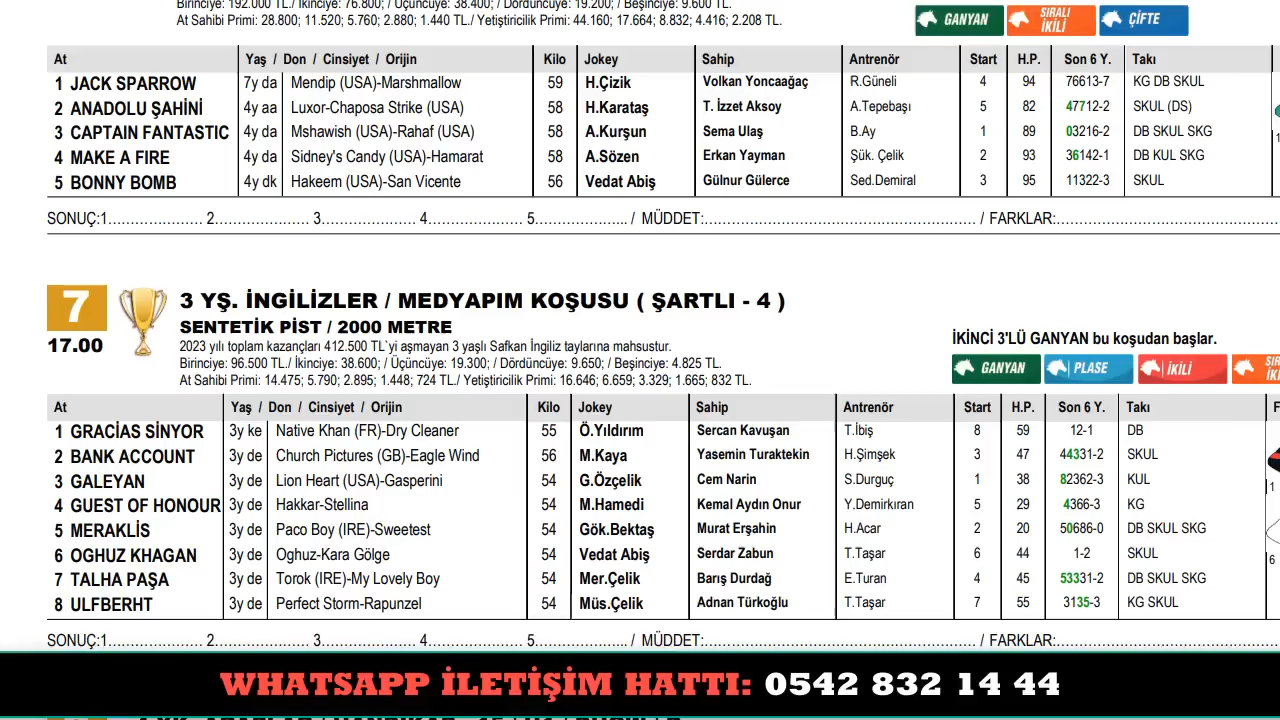 Birinciye: 192.000 TL./ İkinciye: 76.800; / Üçüncüye: 38.400; / Dördüncüye: 19.200; / Beşinciye: 9.600 TL.
At Sahibi Primi: 28.800; 11.520; 5.760; 2.880; 1.440 TL./ Yetiştiricilik Primi: 44.160; 17.664; 8.832; 4.416; 2.208 TL.
GANYAN SIRALI İKİLİ ÇİFTE
At Yaş / Don / Cinsiyet / Orijin Kilo Jokey Sahip Antrenör Start H.P. Son 6 Y. Takı
1 JACK SPARROW 7y da Mendip (USA)-Marshmallow 59 H.Çizik Volkan Yoncaağaç R.Güneli 4 94 76613-7 KG DB SKUL
2 ANADOLU ŞAHİNİ 4y aa Luxor-Chaposa Strike (USA) 58 H.Karataş T. İzzet Aksoy A.Tepebaşı 5 82 47712-2 SKUL (DS)
3 CAPTAIN FANTASTIC 4y da Mshawish (USA)-Rahaf (USA) 58 A.Kurşun Sema Ulaş B.Ay 1 89 03216-2 DB SKUL SKG
4 MAKE A FIRE 4y da Sidney's Candy (USA)-Hamarat 58 A.Sözen Erkan Yayman Şük. Çelik 2 93 36142-1 DB KUL SKG
5 BONNY BOMB 4y dk Hakeem (USA)-San Vicente 56 Vedat Abiş Gülnur Gülerce Sed.Demiral 3 95 11322-3 SKUL
SONUÇ:1..................... 2..................... 3..................... 4..................... 5..................... / MÜDDET:............................................................ / FARKLAR:..................................................
7 3 YŞ. İNGİLİZLER / MEDYAPIM KOŞUSU ( ŞARTLI - 4 )
SENTETİK PİST / 2000 METRE
17.00 2023 yılı toplam kazançları 412.500 TL`yi aşmayan 3 yaşlı Safkan İngiliz taylarına mahsustur.
İKİNCİ 3'LÜ GANYAN bu koşudan başlar.
Birinciye: 96.500 TL./ İkinciye: 38.600; / Üçüncüye: 19.300; / Dördüncüye: 9.650; / Beşinciye: 4.825 TL.
At Sahibi Primi: 14.475; 5.790; 2.895; 1.448; 724 TL./ Yetiştiricilik Primi: 16.646; 6.659; 3.329; 1.665; 832 TL.
GANYAN PLASE İKİLİ
At Yaş / Don / Cinsiyet / Orijin Kilo Jokey Sahip Antrenör Start H.P. Son 6 Y. Takı F
1 GRACİAS SİNYOR 3y ke Native Khan (FR)-Dry Cleaner 55 Ö.Yıldırım Sercan Kavuşan T.İbiş 8 59 12-1 DB
2 BANK ACCOUNT 3y de Church Pictures (GB)-Eagle Wind 56 M.Kaya Yasemin Turaktekin H.Şimşek 3 47 44331-2 SKUL
3 GALEYAN 3y de Lion Heart (USA)-Gasperini 54 G.Özçelik Cem Narin S.Durguç 1 38 82362-3 KUL
4 GUEST OF HONOUR 3y de Hakkar-Stellina 54 M.Hamedi Kemal Aydın Onur Y.Demirkıran 5 29 4366-3 KG
5 MERAKLİS 3y de Paco Boy (IRE)-Sweetest 54 Gök.Bektaş Murat Erşahin H.Acar 2 20 50686-0 DB SKUL SKG
6 OGHUZ KHAGAN 3y de Oghuz-Kara Gölge 54 Vedat Abiş Serdar Zabun T.Taşar 6 44 1-2 SKUL
7 TALHA PAŞA 3y de Torok (IRE)-My Lovely Boy 54 Mer.Çelik Barış Durdağ E.Turan 4 45 53331-2 DB SKUL SKG
8 ULFBERHT 3y de Perfect Storm-Rapunzel 54 Müs.Çelik Adnan Türkoğlu T.Taşar 7 55 3135-3 KG SKUL
SONUÇ:1..................... 2..................... 3..................... 4..................... 5..................... / MÜDDET:............................................................ / FARKLAR:..................................................
WHATSAPP İLETİŞİM HATTI: 0542 832 14 44